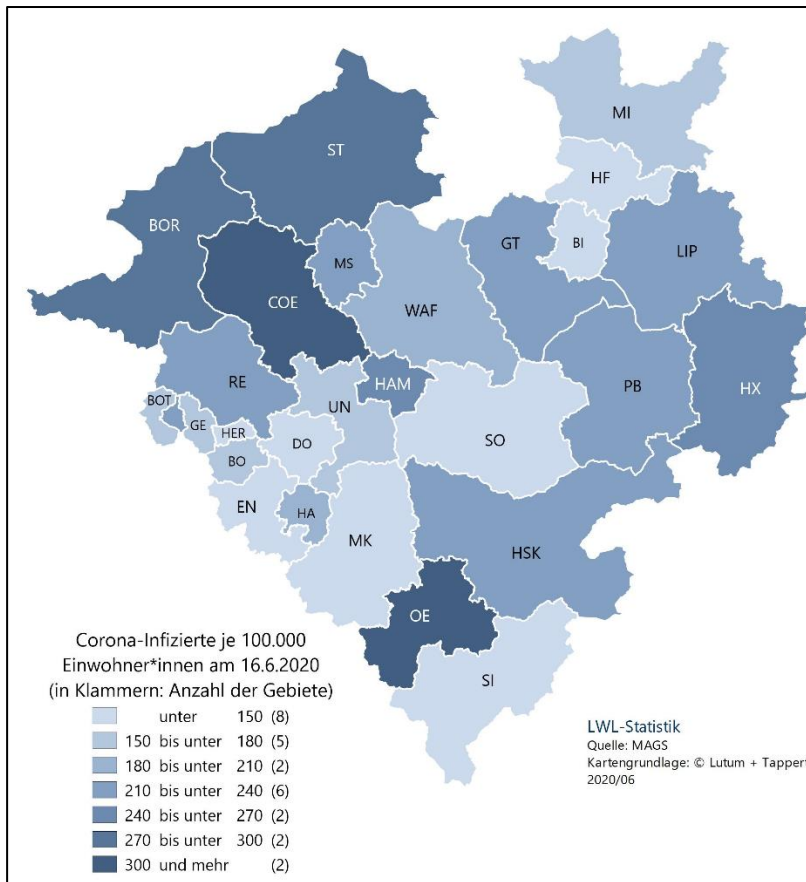 MI
ST
HF
BOR
GT
BI
LIP
MS
COE
WAF
RE
HAM
PB
HX
BOT
UN
GE
HER
DO
SO
BO
EN
HA
MK
HSK
OE
SI
Corona-Infizierte je 100.000
Einwohner*innen am 16.6.2020
(in Klammern: Anzahl der Gebiete)
unter 150 (8)
150 bis unter 180 (5)
180 bis unter 210 (2)
210 bis unter 240 (6)
240 bis unter 270 (2)
270 bis unter 300 (2)
300 und mehr (2)
LWL-Statistik
Quelle: MAGS
Kartengrundlage: © Lutum + Tappert
2020/06